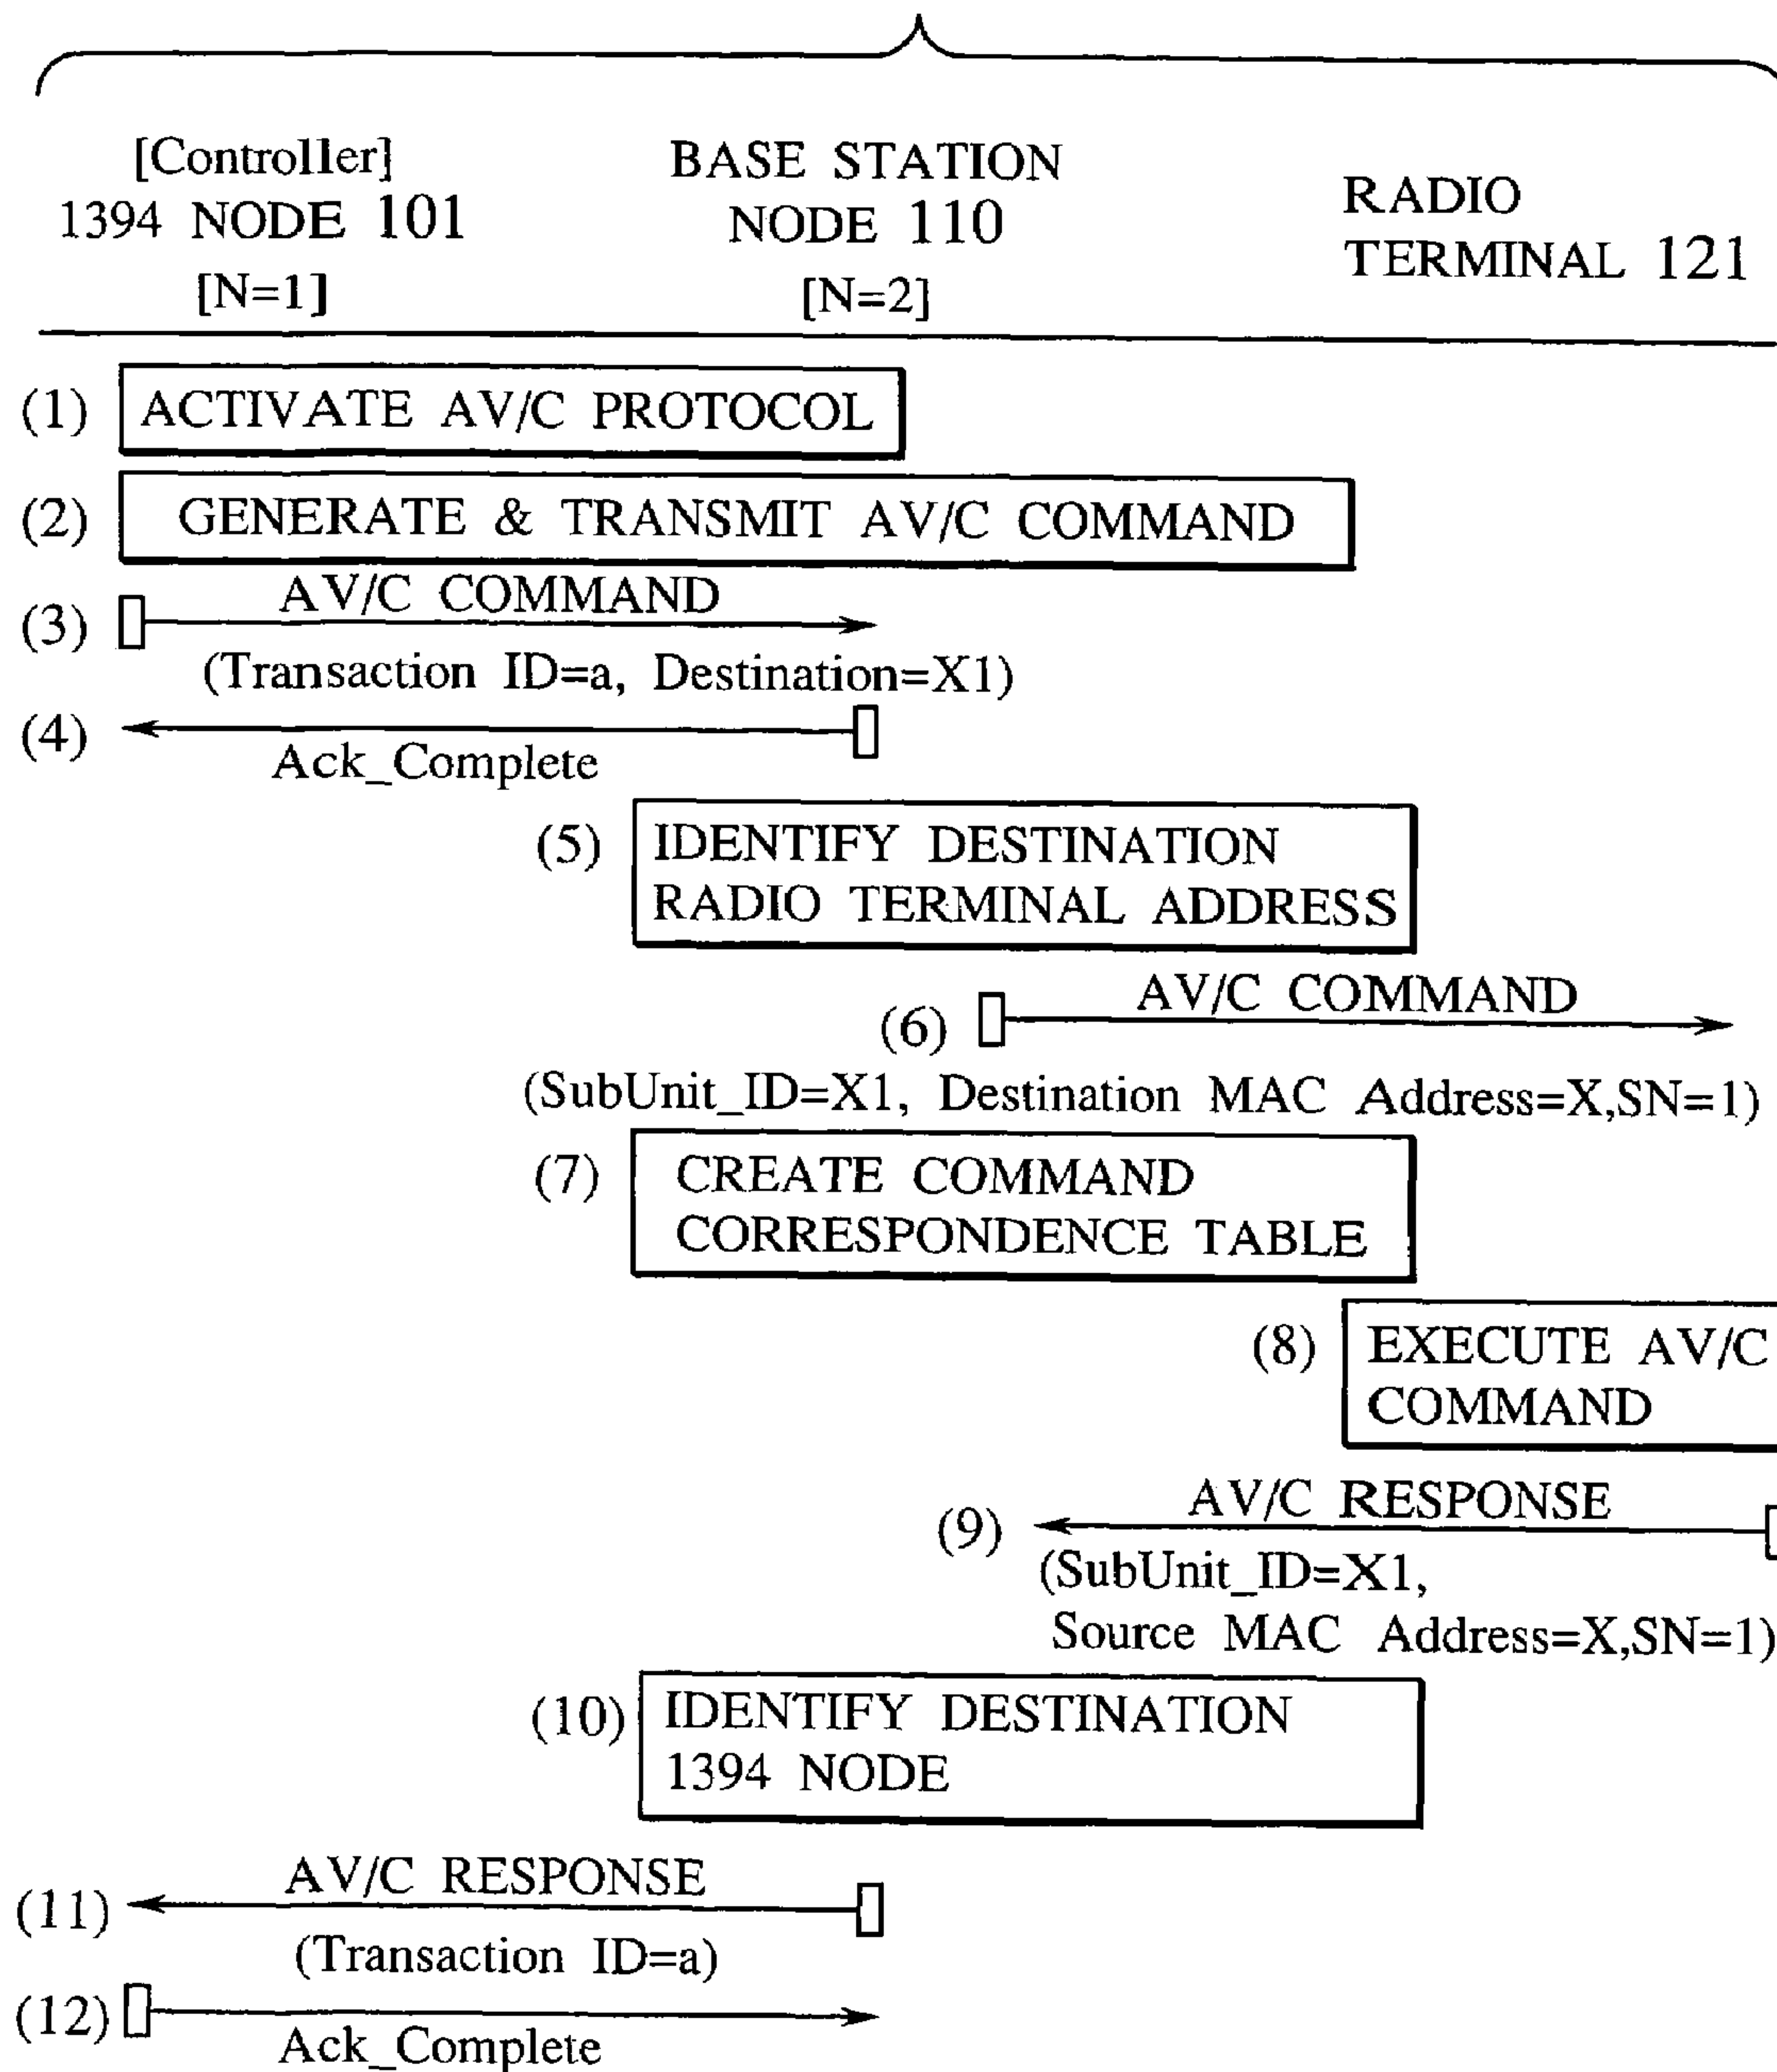 [Controller]
1394 NODE 101
[N=1]
BASE STATION
NODE 110
[N=2]
RADIO
TERMINAL 121
(1) ACTIVATE AV/C PROTOCOL
(2) GENERATE & TRANSMIT AV/C COMMAND
(3) AV/C COMMAND
(Transaction ID=a, Destination=X1)
(4) Ack_Complete
(5) IDENTIFY DESTINATION
RADIO TERMINAL ADDRESS
(6) AV/C COMMAND
(SubUnit_ID=X1, Destination MAC Address=X,SN=1)
(7) CREATE COMMAND
CORRESPONDENCE TABLE
(8) EXECUTE AV/C
COMMAND
(9) AV/C RESPONSE
(SubUnit_ID=X1,
Source MAC Address=X,SN=1)
(10) IDENTIFY DESTINATION
1394 NODE
(11) AV/C RESPONSE
(Transaction ID=a)
(12) Ack_Complete